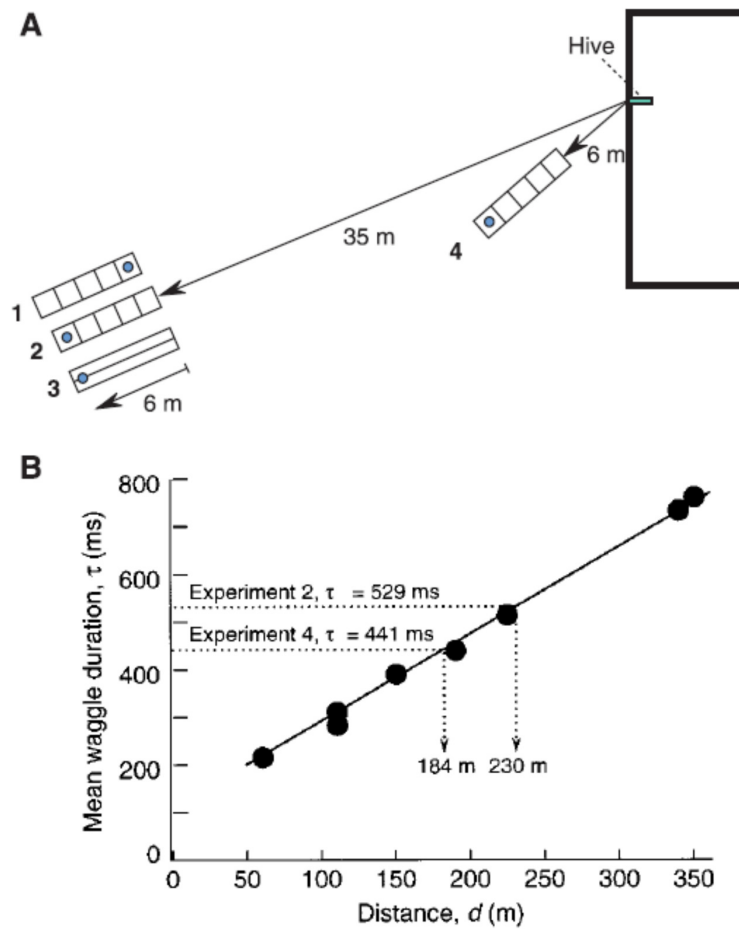 A
Hive
6 m
35 m
4
1
2
3
6 m
B
800
600
400
200
0
Mean waggle duration, τ (ms)
Experiment 2, τ = 529 ms
Experiment 4, τ = 441 ms
184 m 230 m
0 50 100 150 200 250 300 350
Distance, d (m)